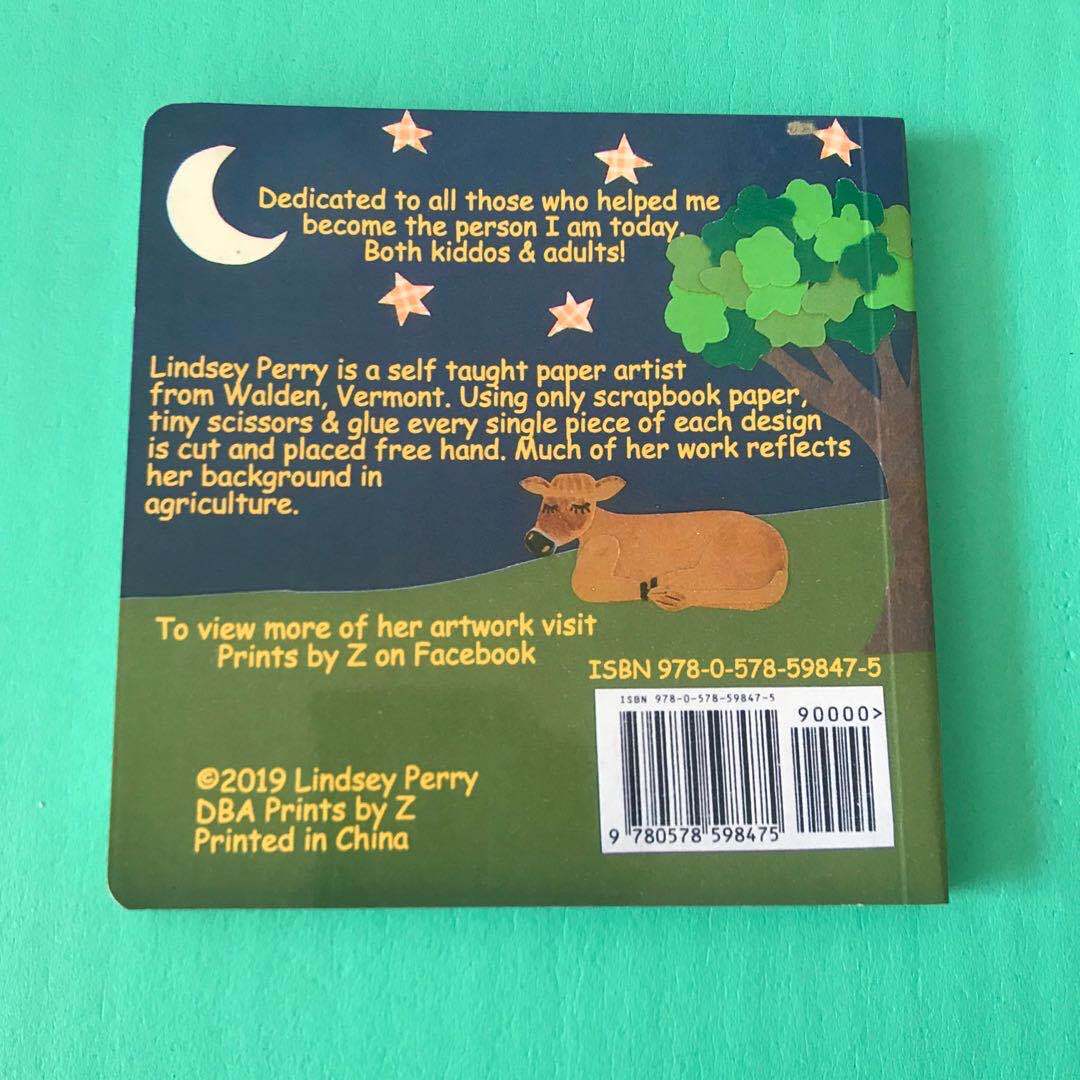 Dedicated to all those who helped me
become the person I am today.
Both kiddos & adults!
Lindsey Perry is a self taught paper artist
from Walden, Vermont. Using only scrapbook paper,
tiny scissors & glue every single piece of each design
is cut and placed free hand. Much of her work reflects
her background in
agriculture.
To view more of her artwork visit
Prints by Z on Facebook
ISBN 978-0-578-59847-5
ISBN 978-0-578-59847-5
90000>
9 780578 598475
©2019 Lindsey Perry
DBA Prints by Z
Printed in China